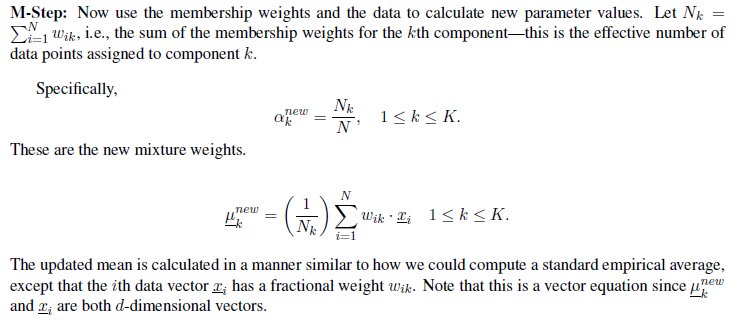 M-Step: Now use the membership weights and the data to calculate new parameter values. Let $N_k =$
$\sum_{i=1}^{N} w_{ik}$, i.e., the sum of the membership weights for the $k$th component—this is the effective number of
data points assigned to component $k$.
Specifically,
$\alpha_k^{new} = \frac{N_k}{N}, \quad 1 \le k \le K.$
These are the new mixture weights.
$\underline{\mu}_k^{new} = \left( \frac{1}{N_k} \right) \sum_{i=1}^{N} w_{ik} \cdot \underline{x}_i \quad 1 \le k \le K.$
The updated mean is calculated in a manner similar to how we could compute a standard empirical average,
except that the $i$th data vector $\underline{x}_i$ has a fractional weight $w_{ik}$. Note that this is a vector equation since $\underline{\mu}_k^{new}$
and $\underline{x}_i$ are both $d$-dimensional vectors.